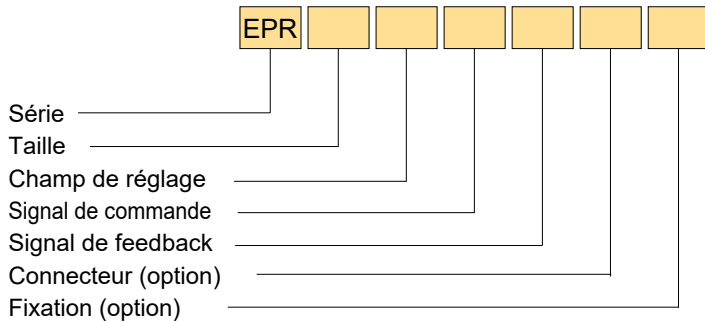 EPR
Série
Taille
Champ de réglage
Signal de commande
Signal de feedback
Connecteur (option)
Fixation (option)